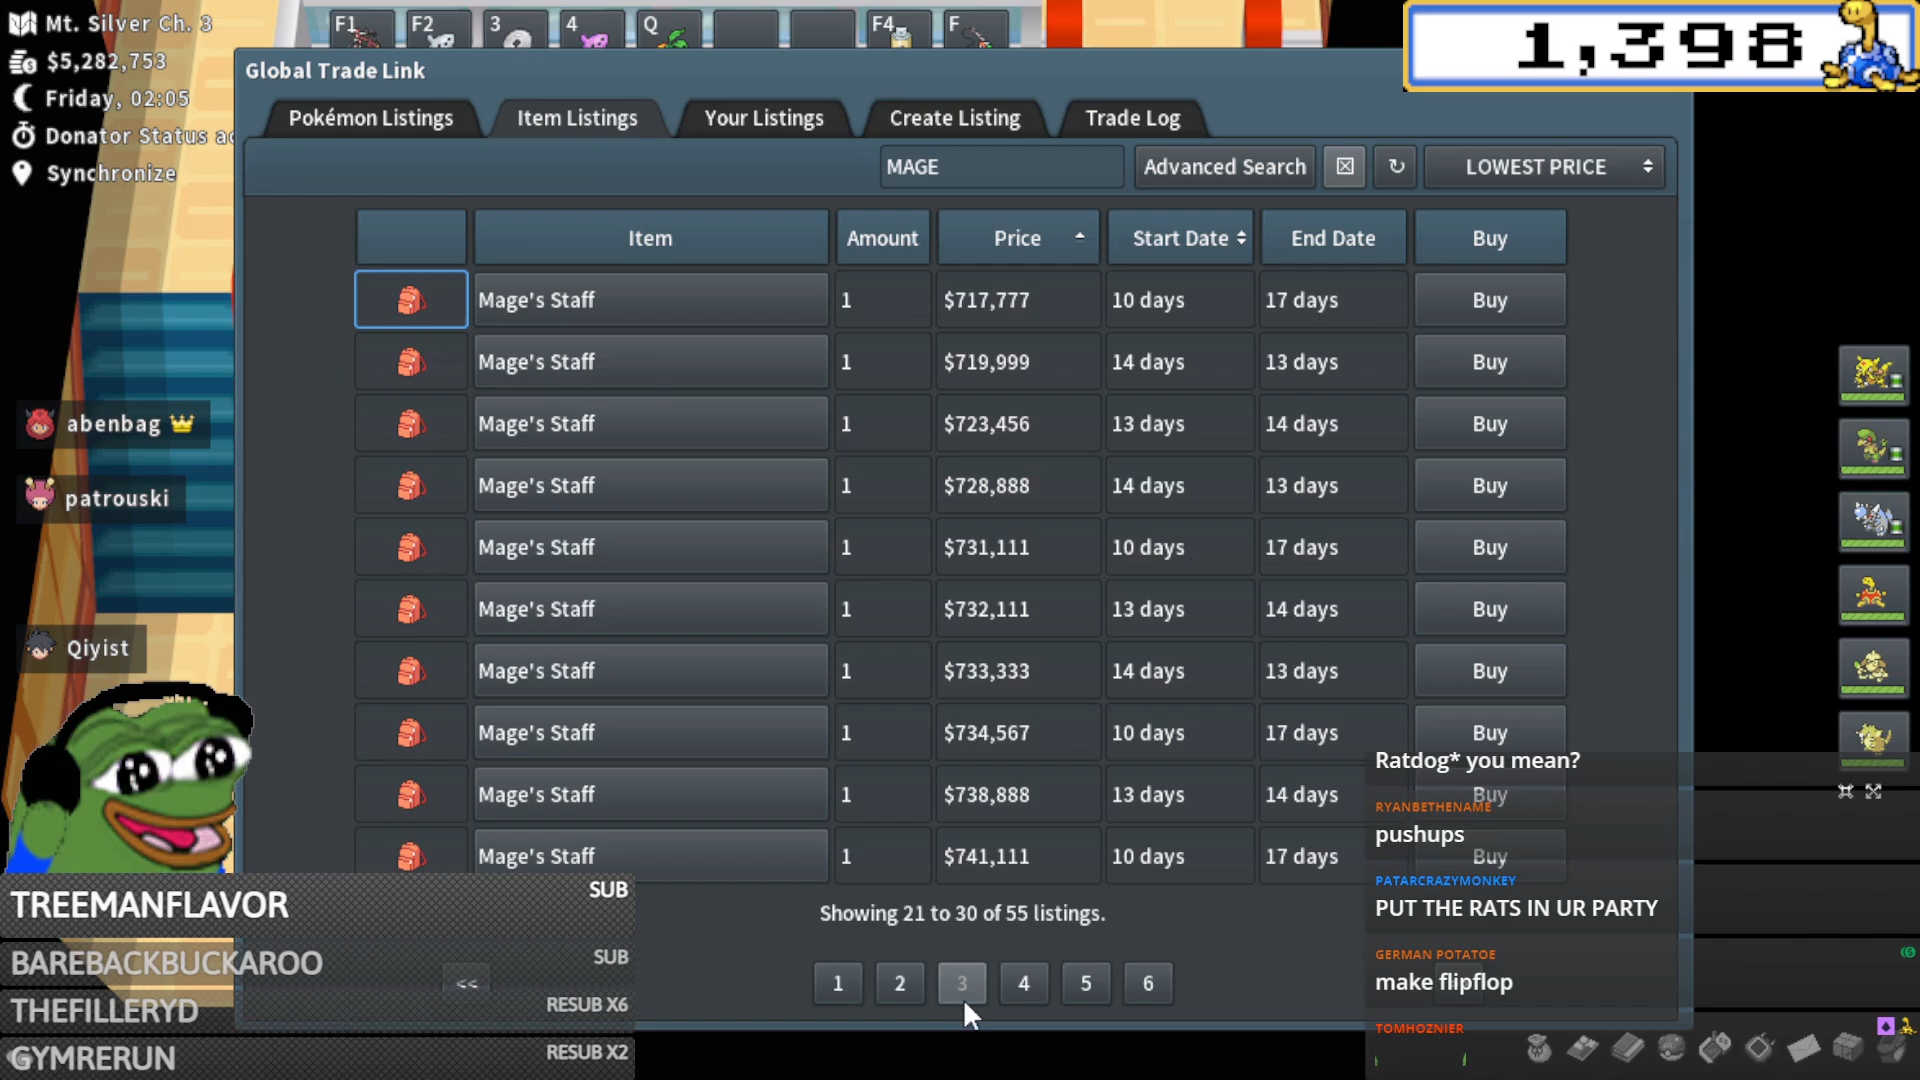 Mt. Silver Ch. 3
$5,282,753
Friday, 02:05
Donator Status ac
Synchronize
F1
F2
3
4
Q
F4
F
1,398
Global Trade Link
Pokémon Listings
Item Listings
Your Listings
Create Listing
Trade Log
MAGE
Advanced Search
LOWEST PRICE
Item Amount Price Start Date End Date Buy
Mage's Staff 1 $717,777 10 days 17 days Buy
Mage's Staff 1 $719,999 14 days 13 days Buy
Mage's Staff 1 $723,456 13 days 14 days Buy
Mage's Staff 1 $728,888 14 days 13 days Buy
Mage's Staff 1 $731,111 10 days 17 days Buy
Mage's Staff 1 $732,111 13 days 14 days Buy
Mage's Staff 1 $733,333 14 days 13 days Buy
Mage's Staff 1 $734,567 10 days 17 days Buy
Mage's Staff 1 $738,888 13 days 14 days Buy
Mage's Staff 1 $741,111 10 days 17 days Buy
Showing 21 to 30 of 55 listings.
<< 1 2 3 4 5 6
abenbag
patrouski
Qiyist
TREEMANFLAVOR SUB
BAREBACKBUCKAROO SUB
THEFILLERYD RESUB X6
GYMRERUN RESUB X2
Ratdog* you mean?
RYANBETHENAME
pushups
PATARCRAZYMONKEY
PUT THE RATS IN UR PARTY
GERMAN POTATOE
make flipflop
TOMHOZNIER